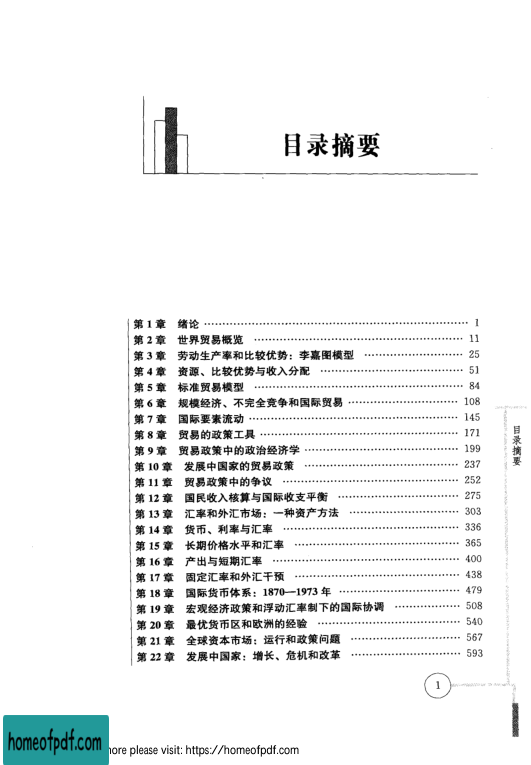 目录摘要
第 1 章 绪论 …………………………………………………… 1
第 2 章 世界贸易概览 …………………………………………………… 11
第 3 章 劳动生产率和比较优势：李嘉图模型 …………………… 25
第 4 章 资源、比较优势与收入分配 …………………………… 51
第 5 章 标准贸易模型 …………………………………………… 84
第 6 章 规模经济、不完全竞争和国际贸易 …………………… 108
第 7 章 国际要素流动 …………………………………………… 145
第 8 章 贸易的政策工具 ………………………………………… 171
第 9 章 贸易政策中的政治经济学 ……………………………… 199
第 10 章 发展中国家的贸易政策 ……………………………… 237
第 11 章 贸易政策中的争议 …………………………………… 252
第 12 章 国民收入核算与国际收支平衡 ……………………… 275
第 13 章 汇率和外汇市场：一种资产方法 …………………… 303
第 14 章 货币、利率与汇率 …………………………………… 336
第 15 章 长期价格水平和汇率 ………………………………… 365
第 16 章 产出与短期汇率 ……………………………………… 400
第 17 章 固定汇率和外汇干预 ………………………………… 438
第 18 章 国际货币体系：1870—1973 年 ……………………… 479
第 19 章 宏观经济政策和浮动汇率制下的国际协调 ………… 508
第 20 章 最优货币区和欧洲的经验 …………………………… 540
第 21 章 全球资本市场：运行和政策问题 …………………… 567
第 22 章 发展中国家：增长、危机和改革 …………………… 593
目录摘要
1
homeofpdf.com
more please visit: https://homeofpdf.com